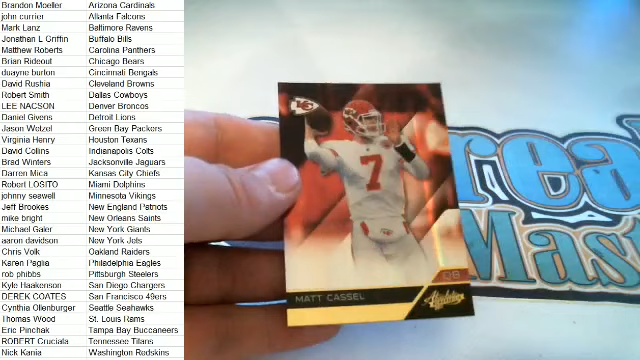 Brandon Moeller Arizona Cardinals
john currier Atlanta Falcons
Mark Lanz Baltimore Ravens
Jonathan L Griffin Buffalo Bills
Matthew Roberts Carolina Panthers
Brian Rideout Chicago Bears
duayne burton Cincinnati Bengals
David Rushia Cleveland Browns
Robert Smith Dallas Cowboys
LEE NACSON Denver Broncos
Daniel Givens Detroit Lions
Jason Wetzel Green Bay Packers
Virginia Henry Houston Texans
David Collins Indianapolis Colts
Brad Winters Jacksonville Jaguars
Darren Mica Kansas City Chiefs
Robert LOSITO Miami Dolphins
johnny seawell Minnesota Vikings
Jeff Brookes New England Patriots
mike bright New Orleans Saints
Michael Galer New York Giants
aaron davidson New York Jets
Chris Volk Oakland Raiders
Karen Paglia Philadelphia Eagles
rob phibbs Pittsburgh Steelers
Kyle Haakenson San Diego Chargers
DEREK COATES San Francisco 49ers
Cynthia Ollenburger Seattle Seahawks
Thomas Wood St. Louis Rams
Eric Pinchak Tampa Bay Buccaneers
ROBERT Cruciala Tennessee Titans
Nick Kania Washington Redskins
KC
7
QB
MATT CASSEL
Absolute
rea
Mast